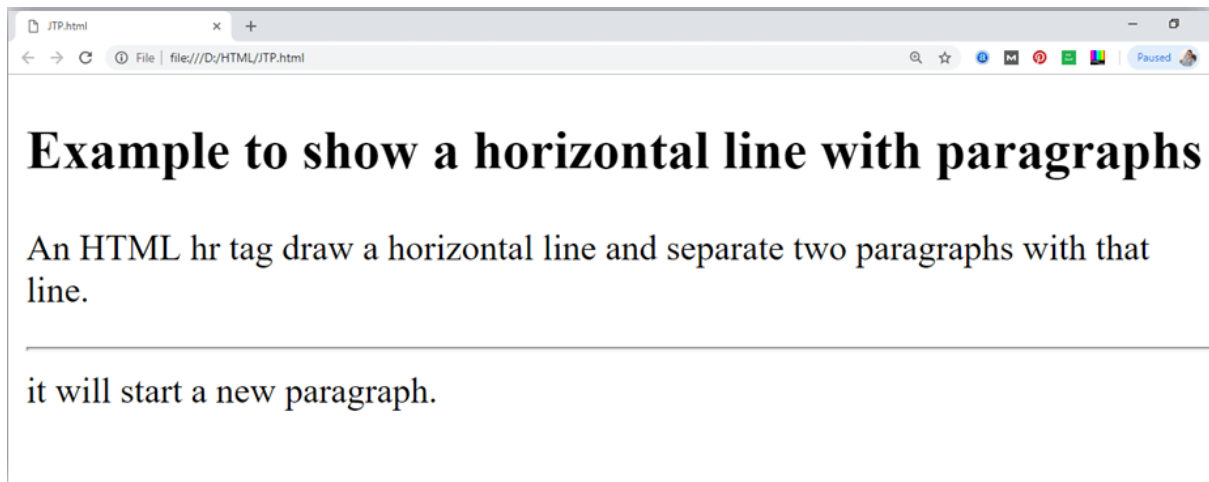 JTP.html
File | file:///D:/HTML/JTP.html
Paused
Example to show a horizontal line with paragraphs
An HTML hr tag draw a horizontal line and separate two paragraphs with that
line.
it will start a new paragraph.